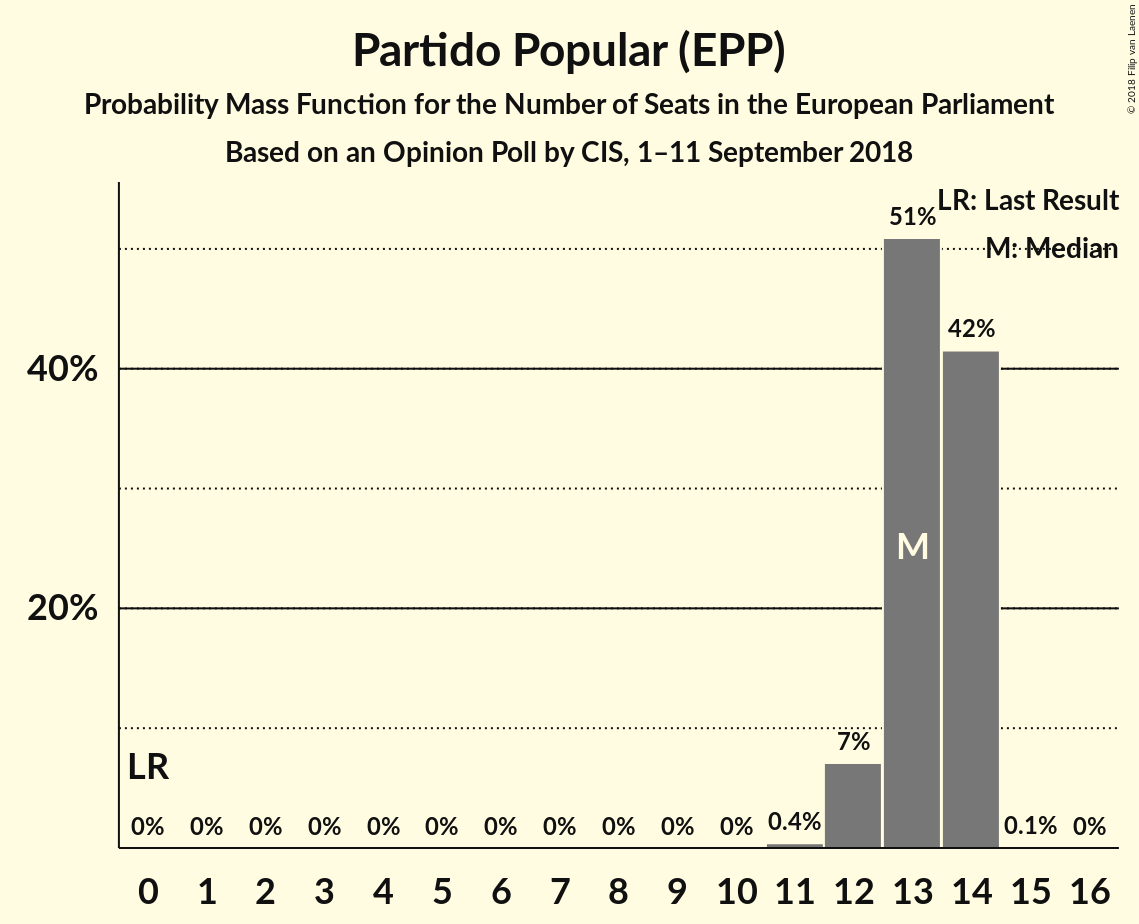 Partido Popular (EPP)
Probability Mass Function for the Number of Seats in the European Parliament
Based on an Opinion Poll by CIS, 1–11 September 2018
© 2018 Filip van Laenen
LR: Last Result
M: Median
51%
42%
40%
M
20%
7%
LR
0% 0% 0% 0% 0% 0% 0% 0% 0% 0% 0% 0.4% 0.1% 0%
0 1 2 3 4 5 6 7 8 9 10 11 12 13 14 15 16